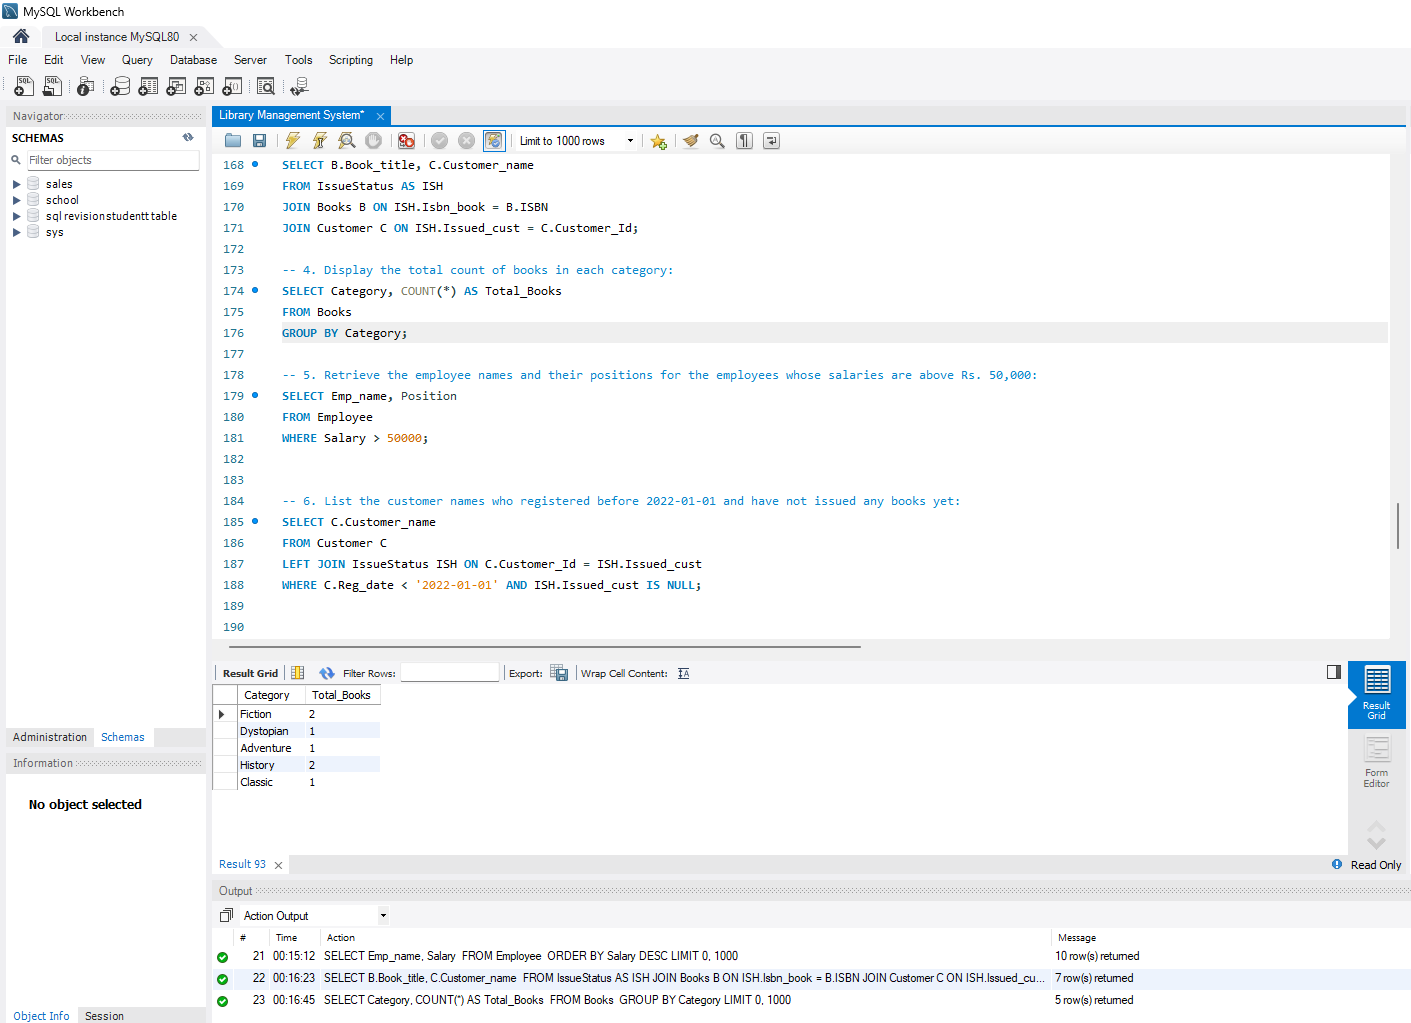 MySQL Workbench
Local instance MySQL80
File Edit View Query Database Server Tools Scripting Help
Navigator
SCHEMAS
Filter objects
sales
school
sql revision studentt table
sys
Administration Schemas
Information
No object selected
Object Info Session
Library Management System*
Limit to 1000 rows
168 SELECT B.Book_title, C.Customer_name
169 FROM IssueStatus AS ISH
170 JOIN Books B ON ISH.Isbn_book = B.ISBN
171 JOIN Customer C ON ISH.Issued_cust = C.Customer_Id;
172
173 -- 4. Display the total count of books in each category:
174 SELECT Category, COUNT(*) AS Total_Books
175 FROM Books
176 GROUP BY Category;
177
178 -- 5. Retrieve the employee names and their positions for the employees whose salaries are above Rs. 50,000:
179 SELECT Emp_name, Position
180 FROM Employee
181 WHERE Salary > 50000;
182
183
184 -- 6. List the customer names who registered before 2022-01-01 and have not issued any books yet:
185 SELECT C.Customer_name
186 FROM Customer C
187 LEFT JOIN IssueStatus ISH ON C.Customer_Id = ISH.Issued_cust
188 WHERE C.Reg_date < '2022-01-01' AND ISH.Issued_cust IS NULL;
189
190
Result Grid Filter Rows: Export: Wrap Cell Content:
Category Total_Books
Fiction 2
Dystopian 1
Adventure 1
History 2
Classic 1
Result
Grid
Form
Editor
Result 93
Read Only
Output
Action Output
# Time Action Message
21 00:15:12 SELECT Emp_name, Salary FROM Employee ORDER BY Salary DESC LIMIT 0, 1000 10 row(s) returned
22 00:16:23 SELECT B.Book_title, C.Customer_name FROM IssueStatus AS ISH JOIN Books B ON ISH.Isbn_book = B.ISBN JOIN Customer C ON ISH.Issued_cu... 7 row(s) returned
23 00:16:45 SELECT Category, COUNT(*) AS Total_Books FROM Books GROUP BY Category LIMIT 0, 1000 5 row(s) returned